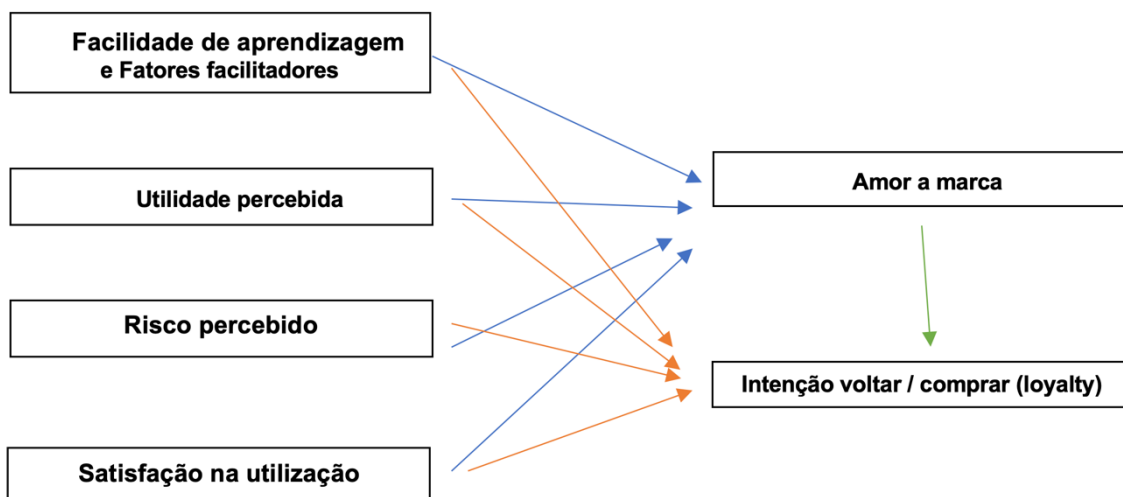 Facilidade de aprendizagem
e Fatores facilitadores
Utilidade percebida
Amor a marca
Risco percebido
Intenção voltar / comprar (loyalty)
Satisfação na utilização